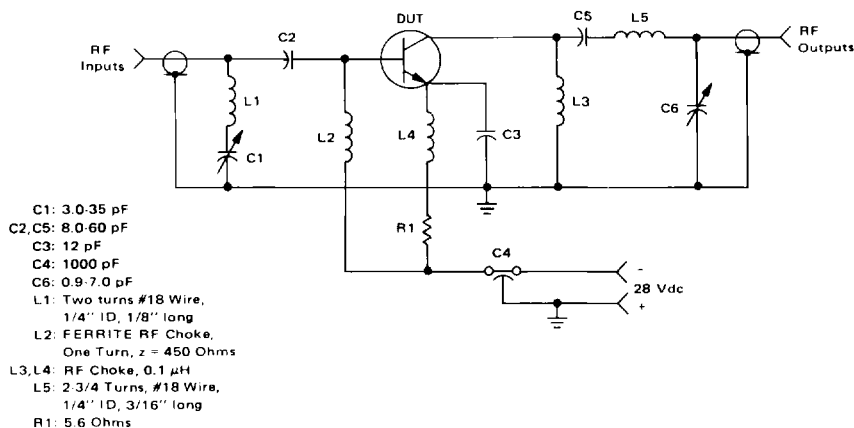 DUT
C5
L5
C2
RF
Inputs
RF
Outputs
L1
L3
C6
L2
L4
C3
C1
R1
C4
-
28 Vdc
+
C1: 3.0-35 pF
C2,C5: 8.0-60 pF
C3: 12 pF
C4: 1000 pF
C6: 0.9-7.0 pF
L1: Two turns #18 Wire,
1/4'' ID, 1/8'' long
L2: FERRITE RF Choke,
One Turn, z = 450 Ohms
L3,L4: RF Choke, 0.1 μH
L5: 2-3/4 Turns, #18 Wire,
1/4'' ID, 3/16'' long
R1: 5.6 Ohms